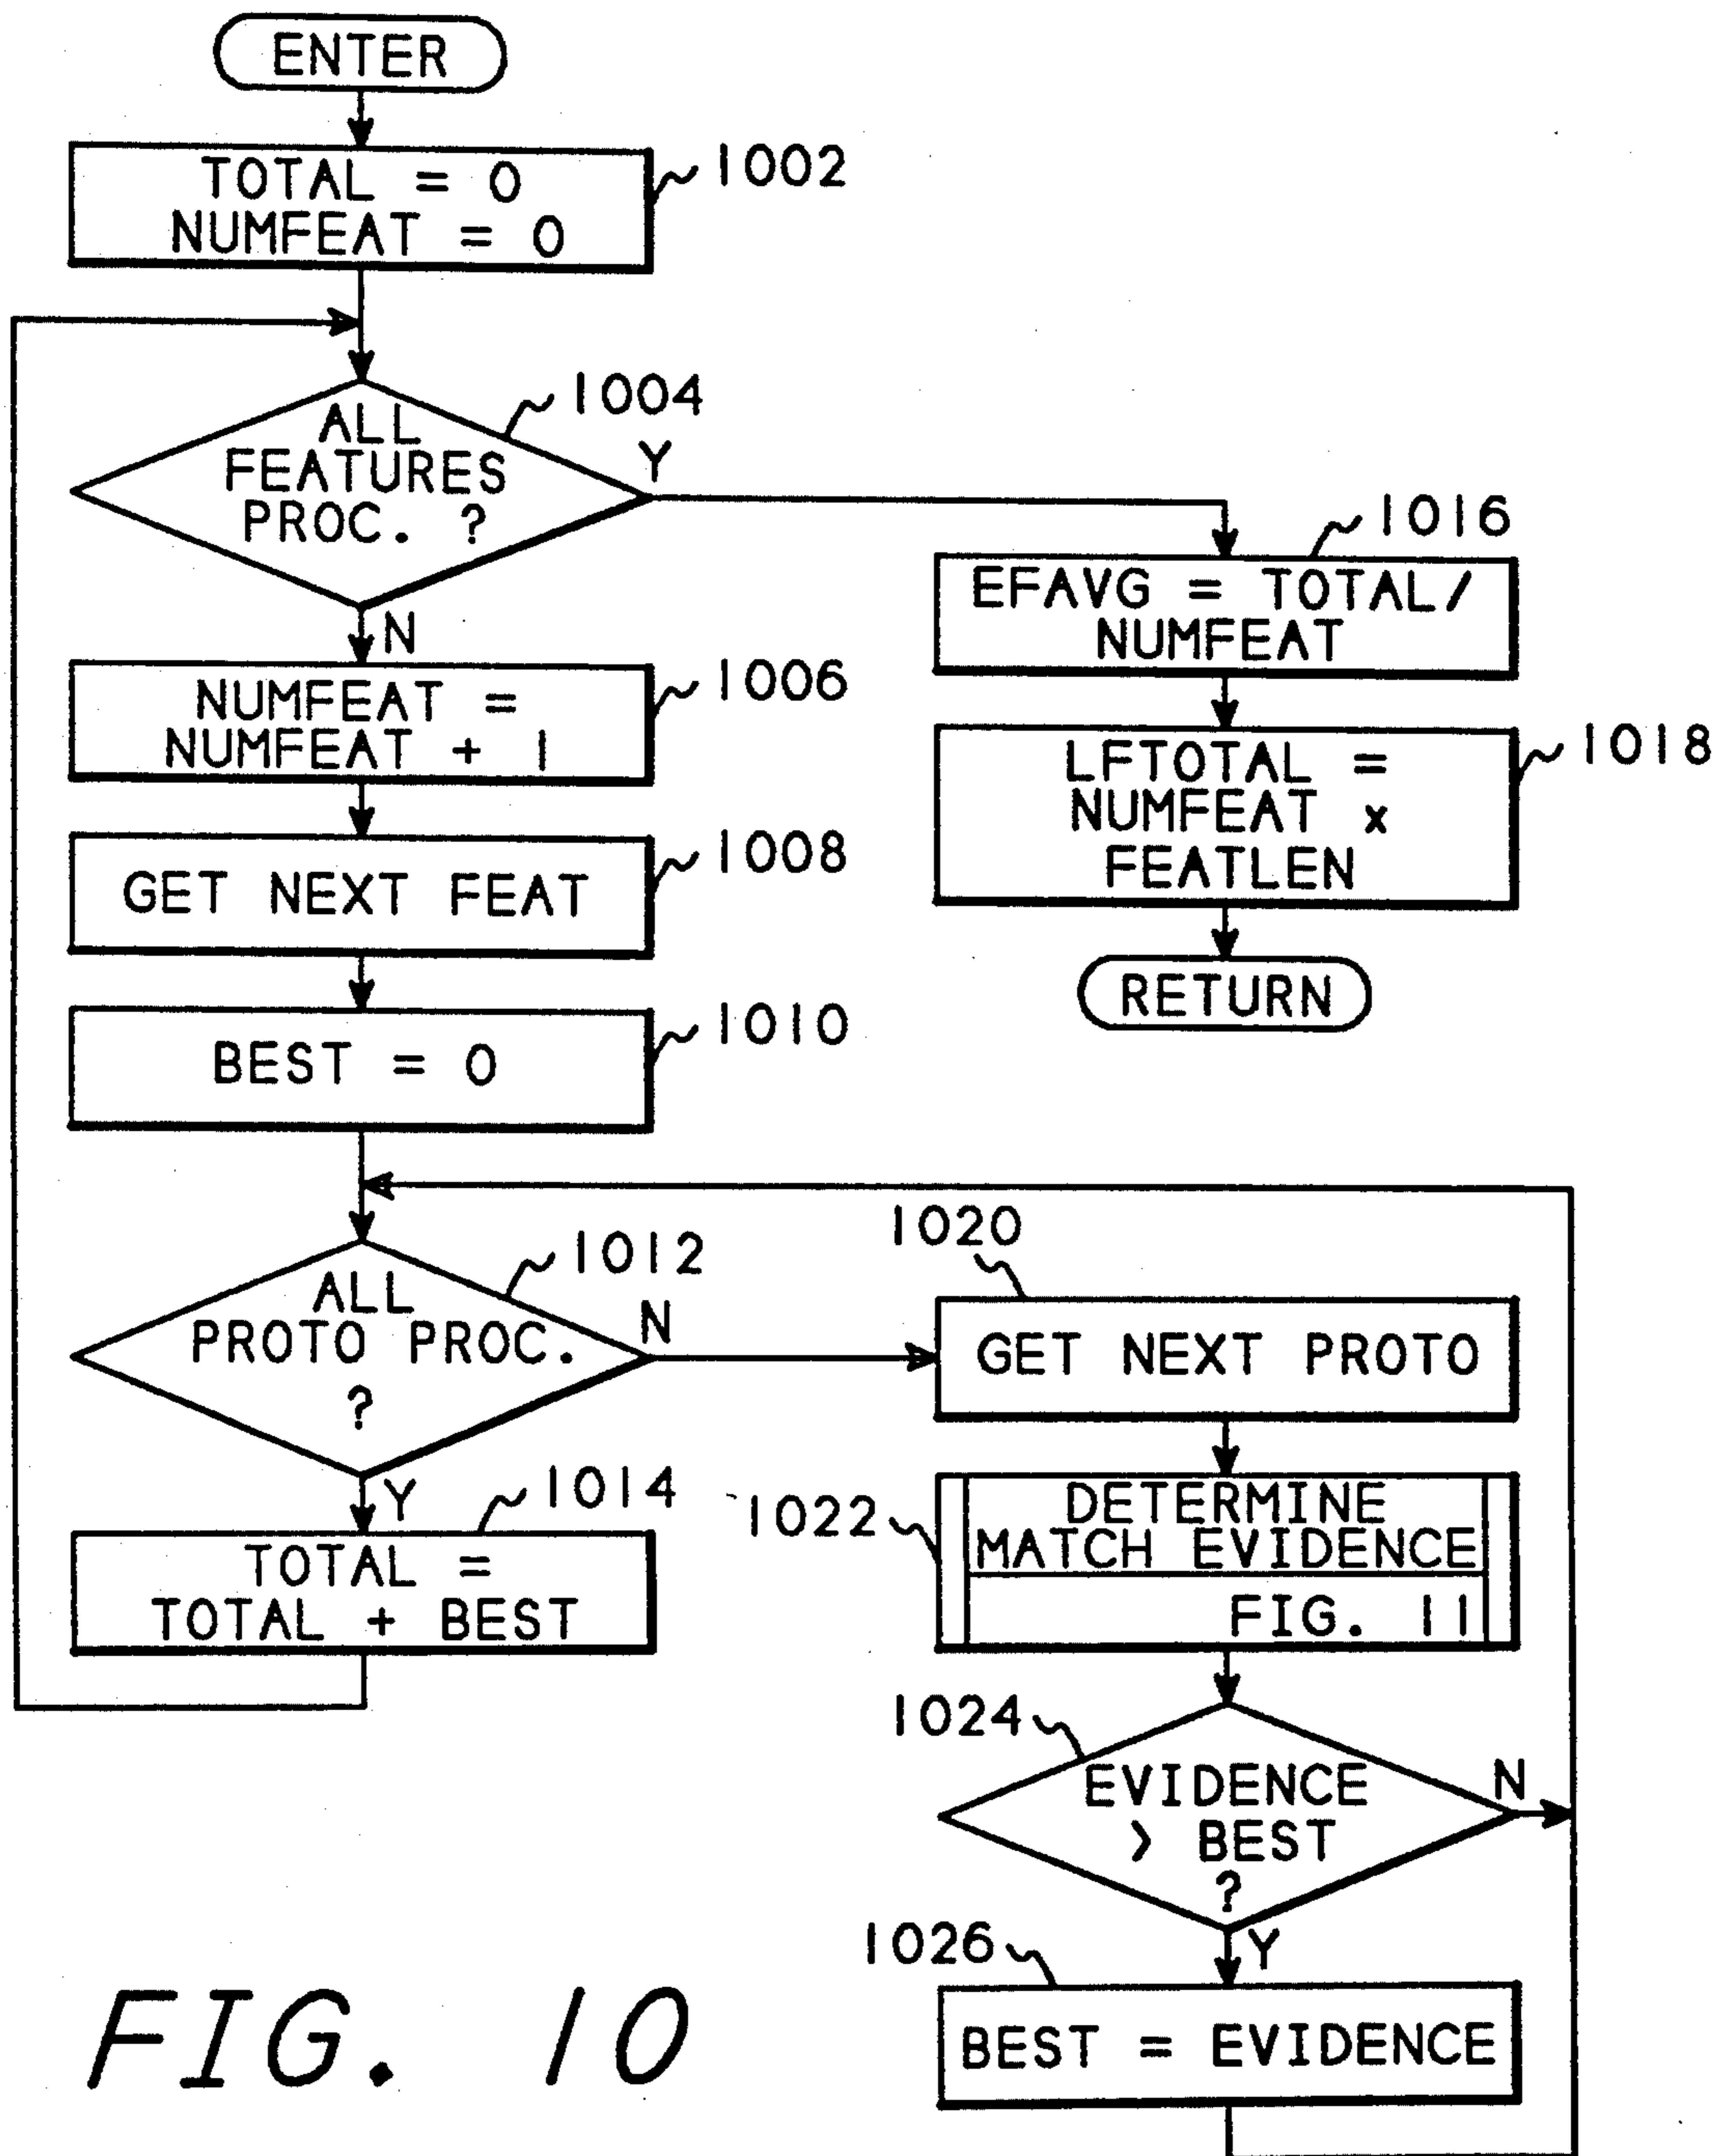 ENTER
TOTAL = 0
NUMFEAT = 0
1002
ALL
FEATURES
PROC. ?
1004
Y
N
NUMFEAT =
NUMFEAT + 1
1006
GET NEXT FEAT
1008
BEST = 0
1010
ALL
PROTO PROC.
?
1012
N
Y
TOTAL =
TOTAL + BEST
1014
EFAVG = TOTAL/
NUMFEAT
1016
LFTOTAL =
NUMFEAT x
FEATLEN
1018
RETURN
1020
GET NEXT PROTO
1022
DETERMINE
MATCH EVIDENCE
FIG. 11
1024
EVIDENCE
> BEST
?
N
Y
1026
BEST = EVIDENCE
FIG. 10